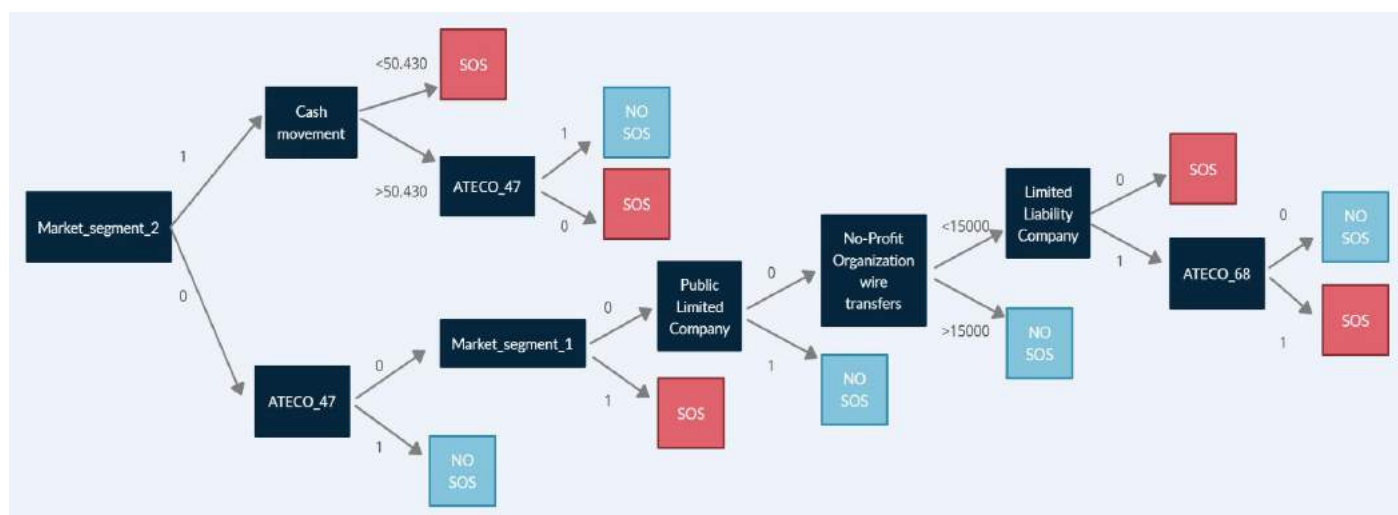 <50.430
SOS
Cash
movement
NO
SOS
1
1
Market_segment_2
>50.430
ATECO_47
SOS
0
0
Limited
Liability
Company
SOS
0
NO
SOS
<15000
No-Profit
Organization
wire
transfers
1
ATECO_68
0
Public
Limited
Company
0
>15000
NO
SOS
1
SOS
0
Market_segment_1
0
ATECO_47
1
SOS
1
NO
SOS
1
NO
SOS